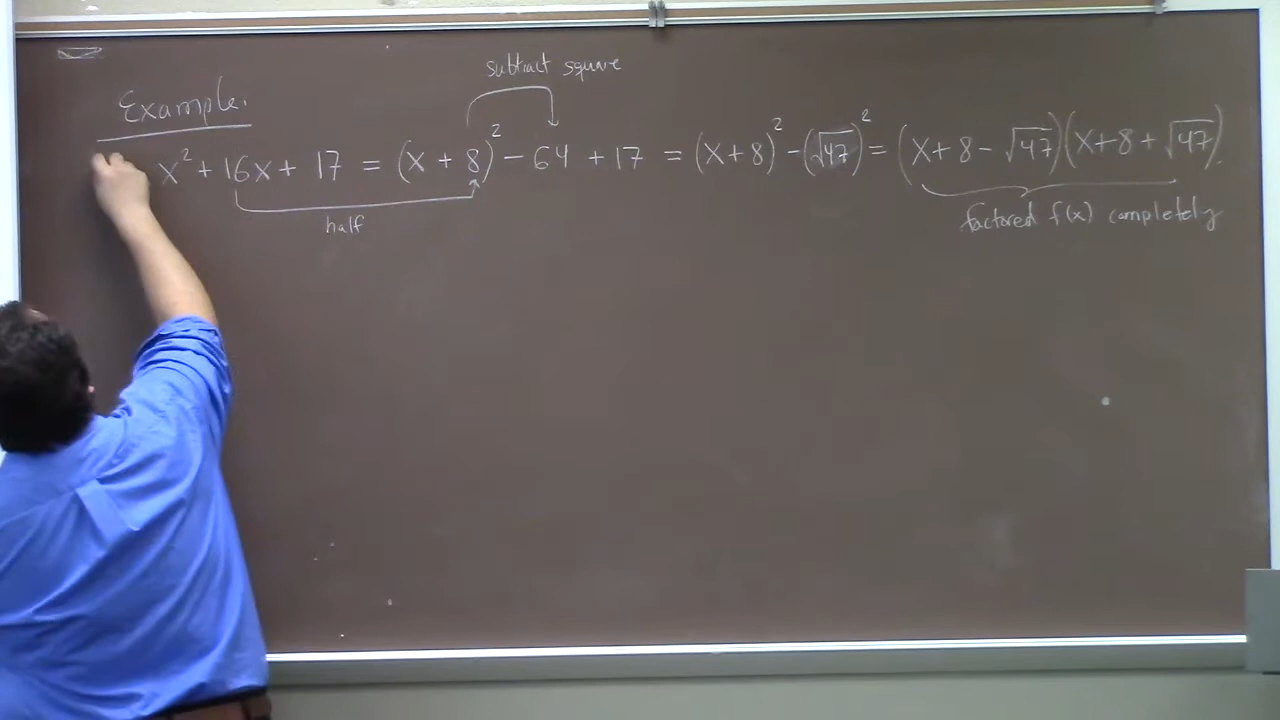 subtract square
Example.
x² + 16x + 17 = (x + 8)² - 64 + 17 = (x+8)² - (√47)² = (x+8-√47)(x+8+√47).
half
factored f(x) completely